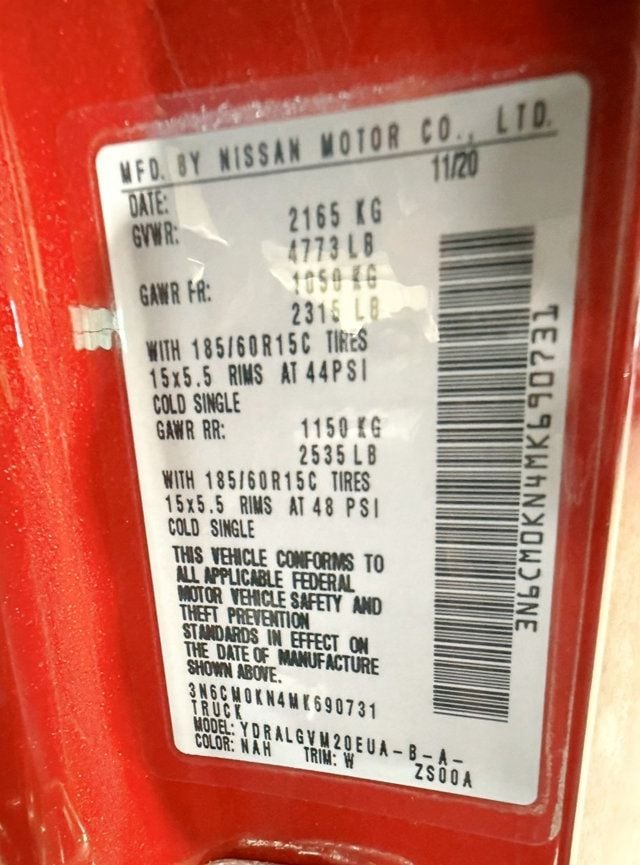 MFD. BY NISSAN MOTOR CO., LTD.
DATE: 11/20
GVWR: 2165 KG
4773 LB
GAWR FR: 1050 KG
2315 LB
WITH 185/60R15C TIRES
15x5.5 RIMS AT 44PSI
COLD SINGLE
GAWR RR: 1150 KG
2535 LB
WITH 185/60R15C TIRES
15x5.5 RIMS AT 48 PSI
COLD SINGLE
THIS VEHICLE CONFORMS TO
ALL APPLICABLE FEDERAL
MOTOR VEHICLE SAFETY AND
THEFT PREVENTION
STANDARDS IN EFFECT ON
THE DATE OF MANUFACTURE
SHOWN ABOVE.
3N6CM0KN4MK690731
TRUCK
MODEL: YDRALGVM20EUA-B-A-
COLOR: NAH TRIM: W ZS00A
3N6CM0KN4MK690731